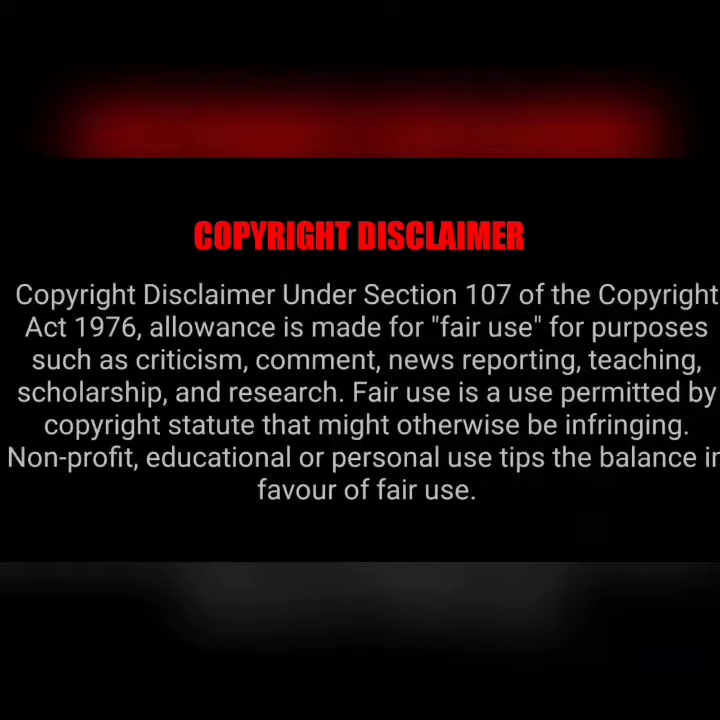 COPYRIGHT DISCLAIMER
Copyright Disclaimer Under Section 107 of the Copyright
Act 1976, allowance is made for "fair use" for purposes
such as criticism, comment, news reporting, teaching,
scholarship, and research. Fair use is a use permitted by
copyright statute that might otherwise be infringing.
Non-profit, educational or personal use tips the balance in
favour of fair use.